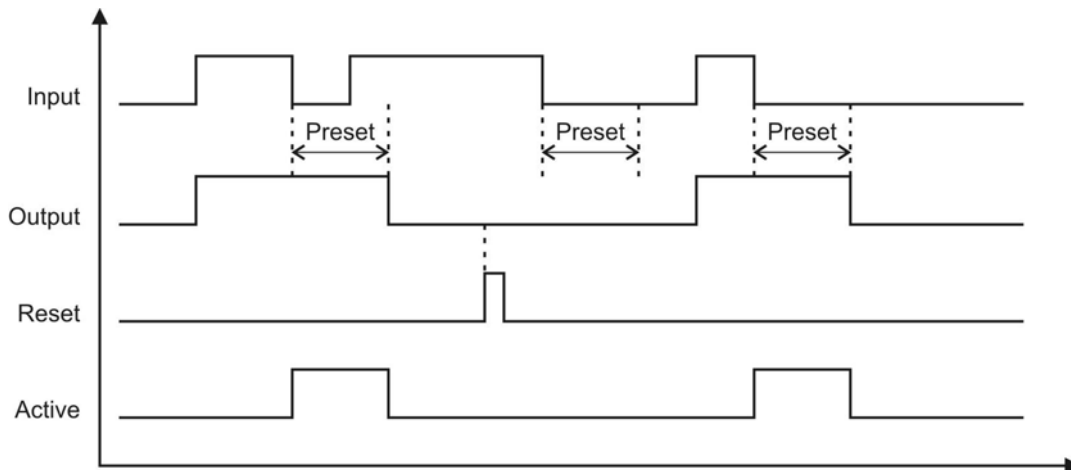 Input
Preset
Preset
Preset
Output
Reset
Active